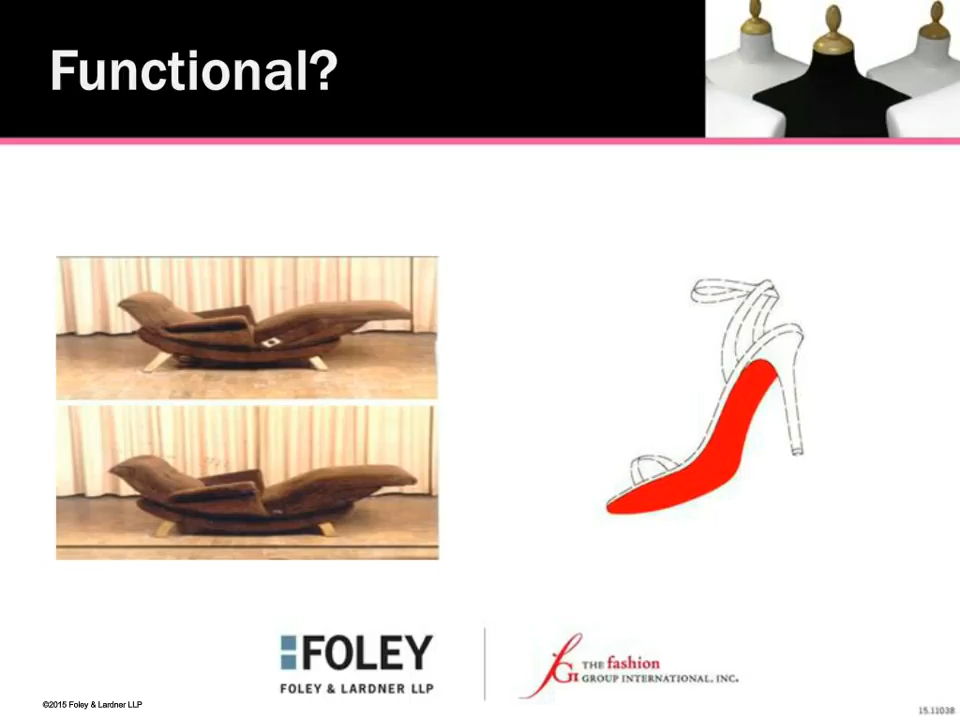 Functional?
FOLEY
FOLEY & LARDNER LLP
THE fashion
GROUP INTERNATIONAL, INC.
©2015 Foley & Lardner LLP
15.11038